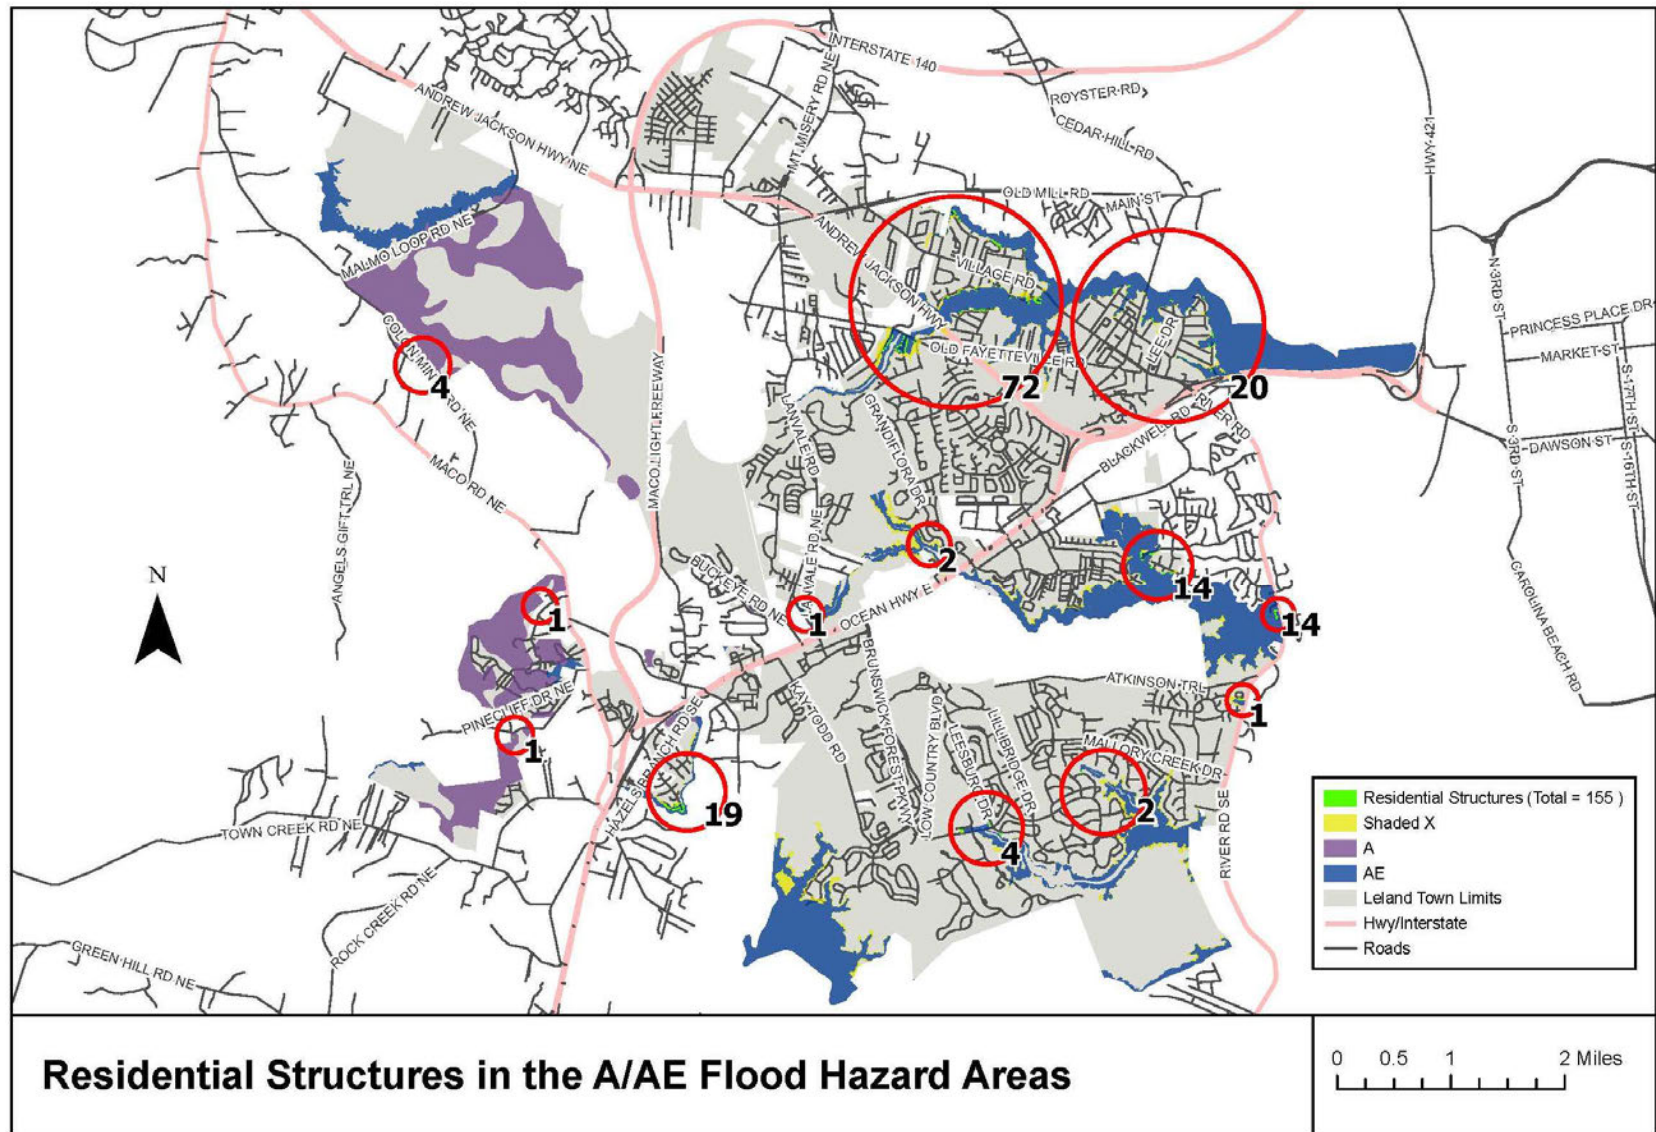 INTERSTATE 140
ROYSTER RD
CEDAR HILL RD
HWY 421
ANDREW JACKSON HWY NE
MT MISERY RD NE
OLD MILL RD
MAIN ST
MALMO LOOP RD NE
ANDREW JACKSON HWY
VILLAGE RD
LEE DR
N 3RD ST
PRINCESS PLACE DR
MARKET ST
OLD FAYETTEVILLE RD
72
20
4
MACO LIGHT FREEWAY
LANVALE RD
GRANDIFLORA DR
BLACKWELL RD
RIVER RD
S 3RD ST
S 17TH ST
S 16TH ST
DAWSON ST
MACO RD NE
ANGELS GIFT TRL NE
N
BUCKEYE RD NE
LANVALE RD NE
OCEAN HWY E
2
14
14
1
1
CAROLINA BEACH RD
PINECLIFF DR NE
1
ATKINSON TRL
1
KAY TODD RD
BRUNSWICK FOREST PKWY
LOW COUNTRY BLVD
LEESBURG DR
LILLIBRIDGE DR
MALLORY CREEK DR
HAZELS BRANCH RD SE
19
2
4
RIVER RD SE
TOWN CREEK RD NE
ROCK CREEK RD NE
GREEN HILL RD NE
Residential Structures (Total = 155 )
Shaded X
A
AE
Leland Town Limits
Hwy/Interstate
Roads
Residential Structures in the A/AE Flood Hazard Areas
0 0.5 1 2 Miles